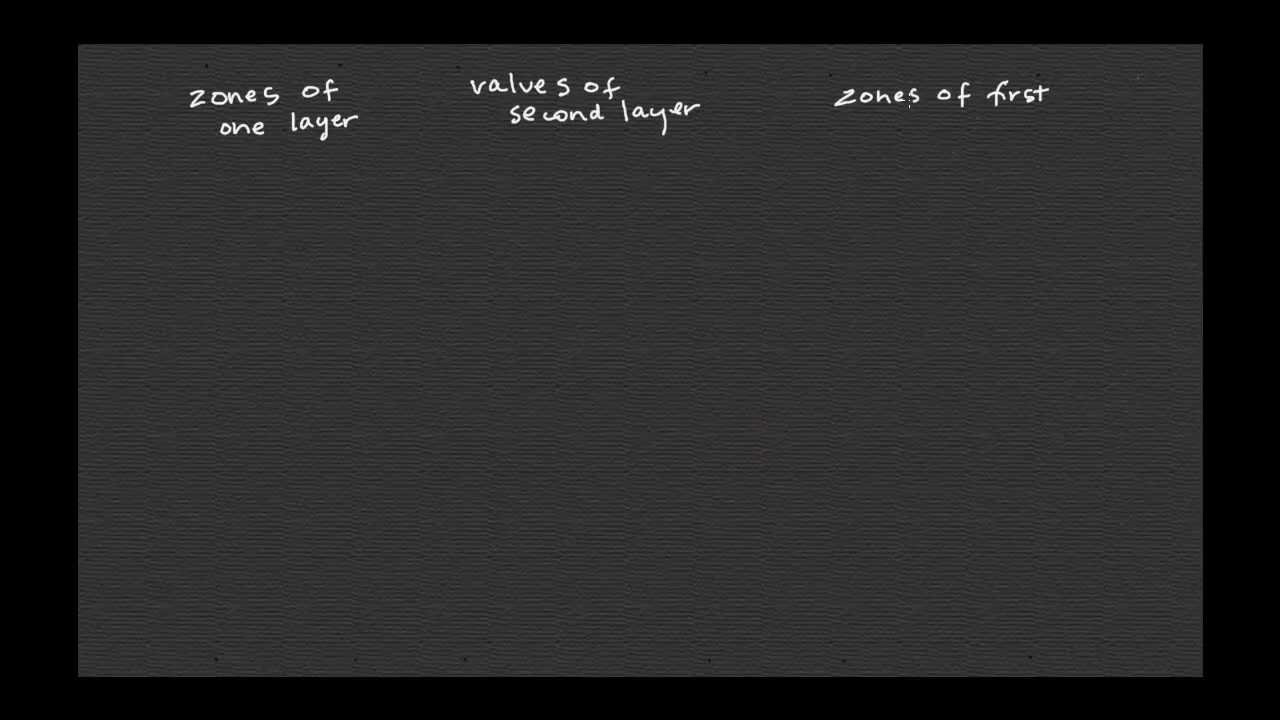 zones of
one layer
values of
second layer
zones of first